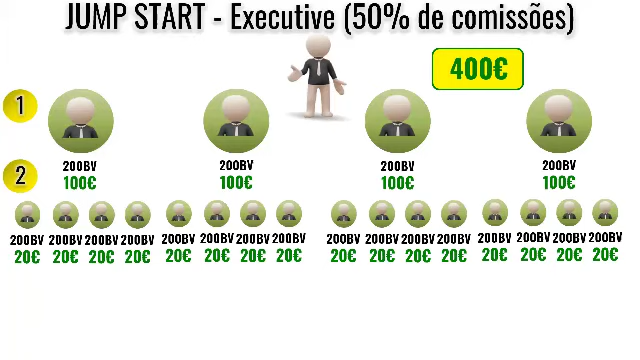 JUMP START - Executive (50% de comissões)
400€
1
200BV 200BV 200BV 200BV
100€ 100€ 100€ 100€
2
200BV 200BV 200BV 200BV 200BV 200BV 200BV 200BV 200BV 200BV 200BV 200BV 200BV 200BV 200BV 200BV
20€ 20€ 20€ 20€ 20€ 20€ 20€ 20€ 20€ 20€ 20€ 20€ 20€ 20€ 20€ 20€